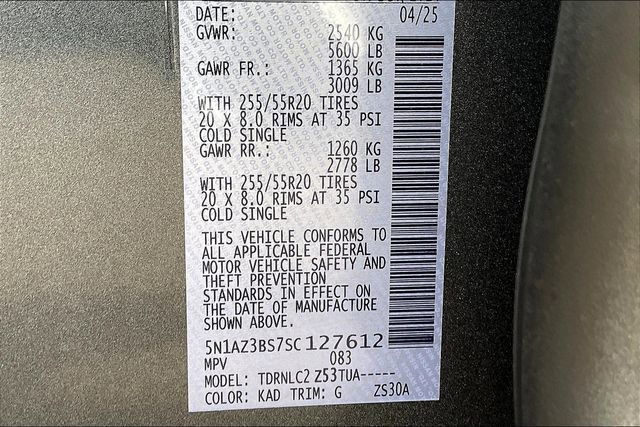 DATE: 04/25
GVWR: 2540 KG
5600 LB
GAWR FR.: 1365 KG
3009 LB
WITH 255/55R20 TIRES
20 X 8.0 RIMS AT 35 PSI
COLD SINGLE
GAWR RR.: 1260 KG
2778 LB
WITH 255/55R20 TIRES
20 X 8.0 RIMS AT 35 PSI
COLD SINGLE
THIS VEHICLE CONFORMS TO
ALL APPLICABLE FEDERAL
MOTOR VEHICLE SAFETY AND
THEFT PREVENTION
STANDARDS IN EFFECT ON
THE DATE OF MANUFACTURE
SHOWN ABOVE.
5N1AZ3BS7SC127612
MPV 083
MODEL: TDRNLC2 Z53TUA-----
COLOR: KAD TRIM: G ZS30A